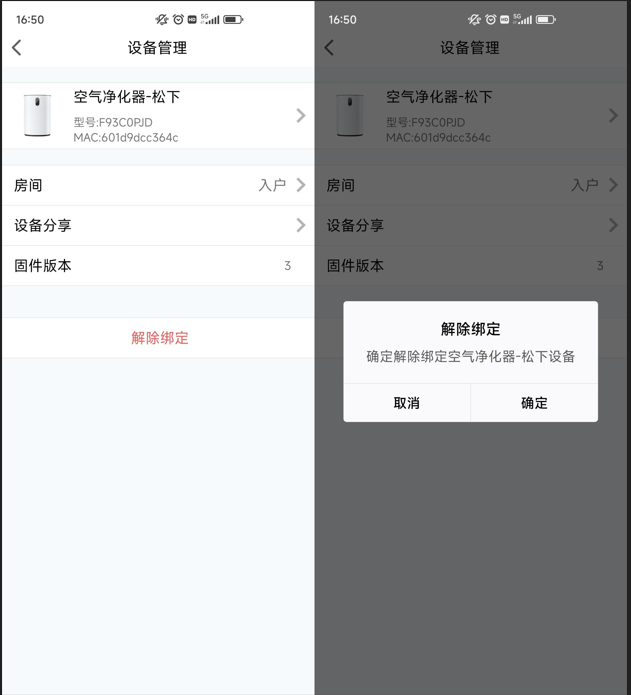 16:50
HD 5G
设备管理
空气净化器-松下
型号:F93C0PJD
MAC:601d9dcc364c
房间
入户
设备分享
固件版本
3
解除绑定
16:50
HD 5G
设备管理
空气净化器-松下
型号:F93C0PJD
MAC:601d9dcc364c
房间
入户
设备分享
固件版本
3
解除绑定
确定解除绑定空气净化器-松下设备
取消
确定